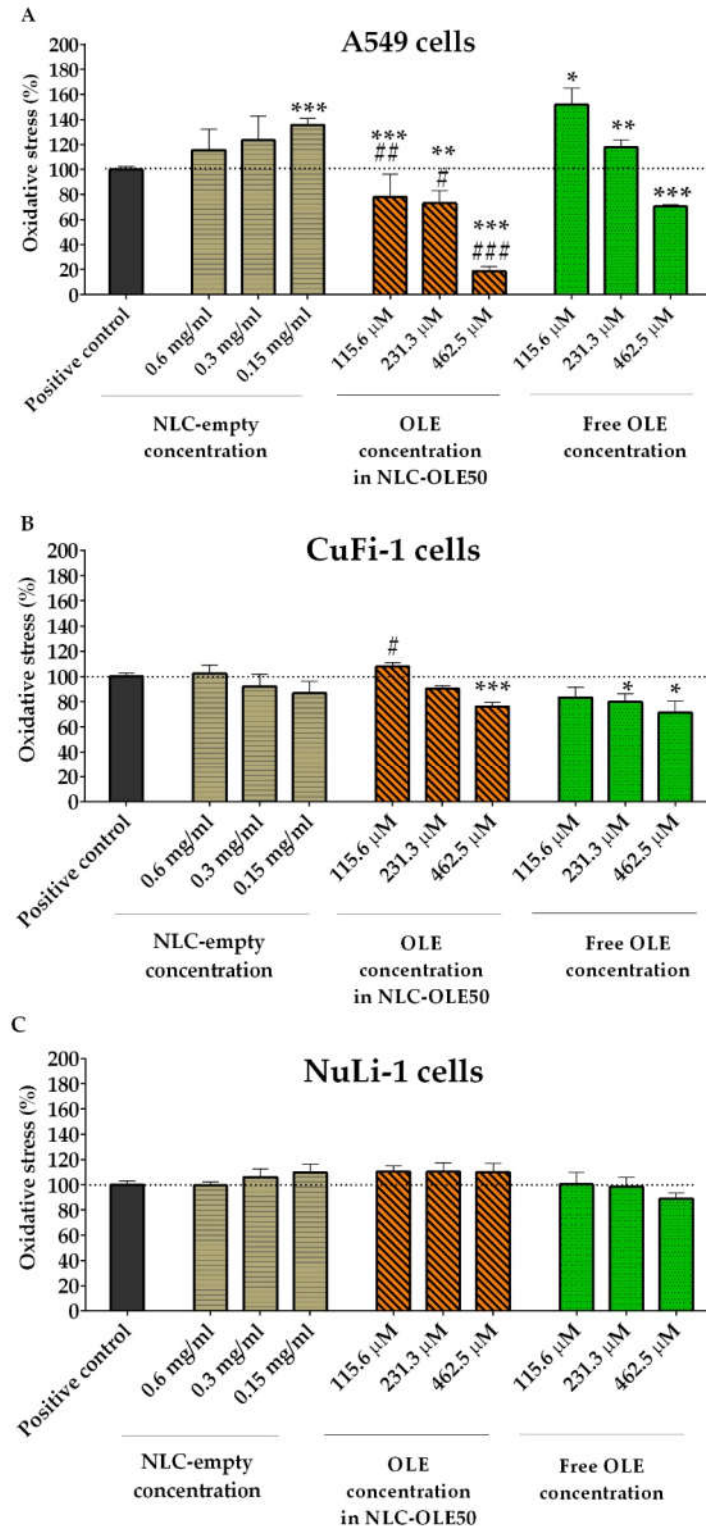 A
A549 cells
Oxidative stress (%)
200
180
160
140
120
100
80
60
40
20
0
***
***
##
**
#
***
###
*
**
***
Positive control
0.6 mg/ml
0.3 mg/ml
0.15 mg/ml
115.6 µM
231.3 µM
462.5 µM
115.6 µM
231.3 µM
462.5 µM
NLC-empty
concentration
OLE
concentration
in NLC-OLE50
Free OLE
concentration
B
CuFi-1 cells
Oxidative stress (%)
200
180
160
140
120
100
80
60
40
20
0
#
***
*
*
Positive control
0.6 mg/ml
0.3 mg/ml
0.15 mg/ml
115.6 µM
231.3 µM
462.5 µM
115.6 µM
231.3 µM
462.5 µM
NLC-empty
concentration
OLE
concentration
in NLC-OLE50
Free OLE
concentration
C
NuLi-1 cells
Oxidative stress (%)
200
180
160
140
120
100
80
60
40
20
0
Positive control
0.6 mg/ml
0.3 mg/ml
0.15 mg/ml
115.6 µM
231.3 µM
462.5 µM
115.6 µM
231.3 µM
462.5 µM
NLC-empty
concentration
OLE
concentration
in NLC-OLE50
Free OLE
concentration